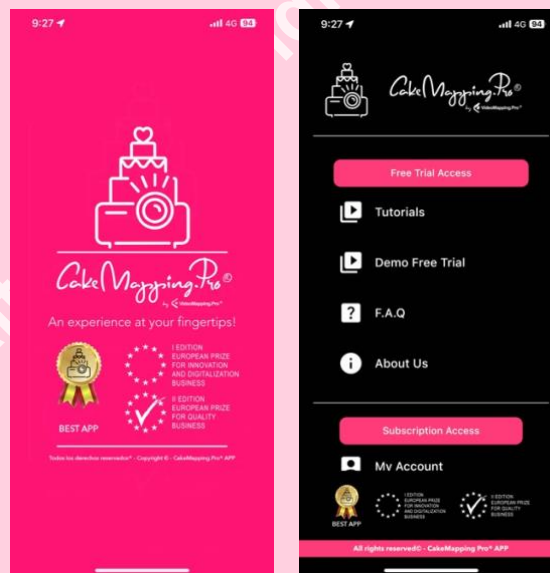 9:27
4G 94
CakeMapping.Pro®
by VideoMapping.Pro®
An experience at your fingertips!
BEST APP
I EDITION
EUROPEAN PRIZE
FOR INNOVATION
AND DIGITALIZATION
BUSINESS
II EDITION
EUROPEAN PRIZE
FOR QUALITY
BUSINESS
Todos los derechos reservados® - Copyright © - CakeMapping Pro® APP
9:27
4G 94
CakeMapping.Pro®
by VideoMapping.Pro®
Free Trial Access
Tutorials
Demo Free Trial
F.A.Q
About Us
Subscription Access
My Account
BEST APP
I EDITION
EUROPEAN PRIZE
FOR INNOVATION
AND DIGITALIZATION
BUSINESS
II EDITION
EUROPEAN PRIZE
FOR QUALITY
BUSINESS
All rights reserved© - CakeMapping Pro® APP